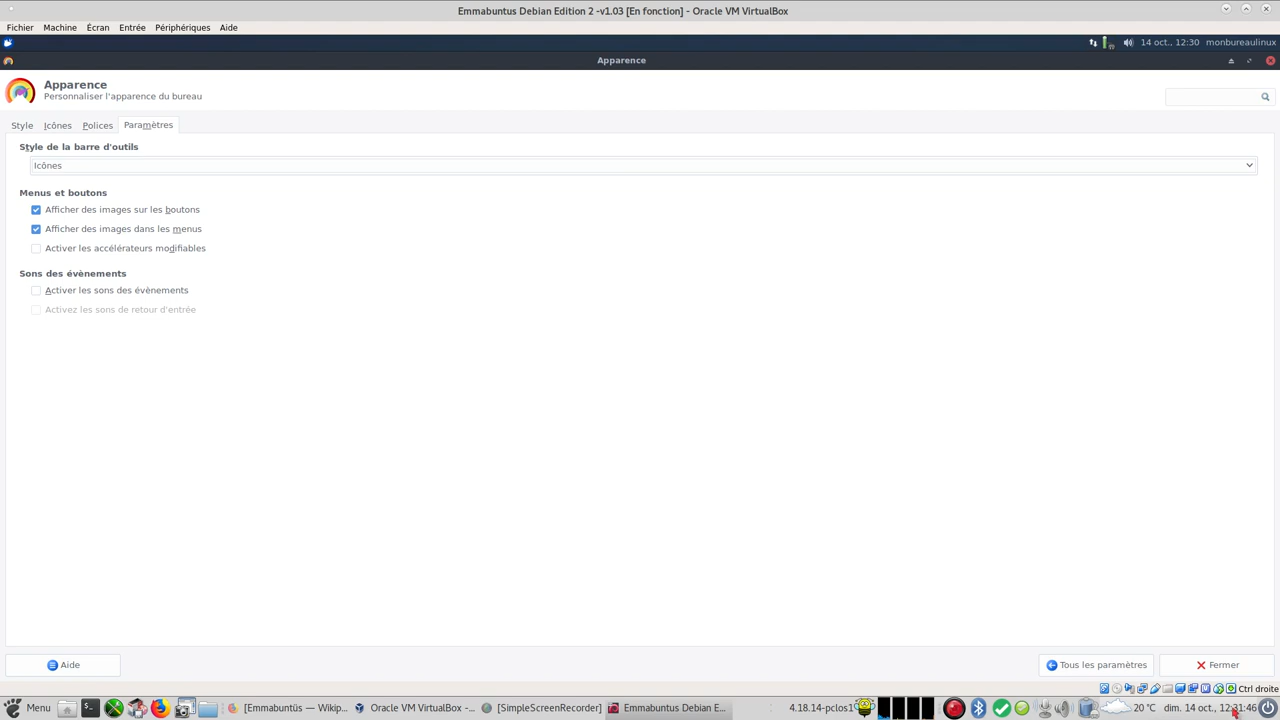 Emmabuntus Debian Edition 2 -v1.03 [En fonction] - Oracle VM VirtualBox
Fichier Machine Écran Entrée Périphériques Aide
14 oct., 12:30 monbureaulinux
Apparence
Apparence
Personnaliser l'apparence du bureau
Style Icônes Polices Paramètres
Style de la barre d'outils
Icônes
Menus et boutons
Afficher des images sur les boutons
Afficher des images dans les menus
Activer les accélérateurs modifiables
Sons des évènements
Activer les sons des évènements
Activez les sons de retour d'entrée
Aide Tous les paramètres Fermer
Ctrl droite
Menu [Emmabuntüs — Wikip... Oracle VM VirtualBox -... [SimpleScreenRecorder] Emmabuntus Debian E... 4.18.14-pclos1 20 °C dim. 14 oct., 12:31:46